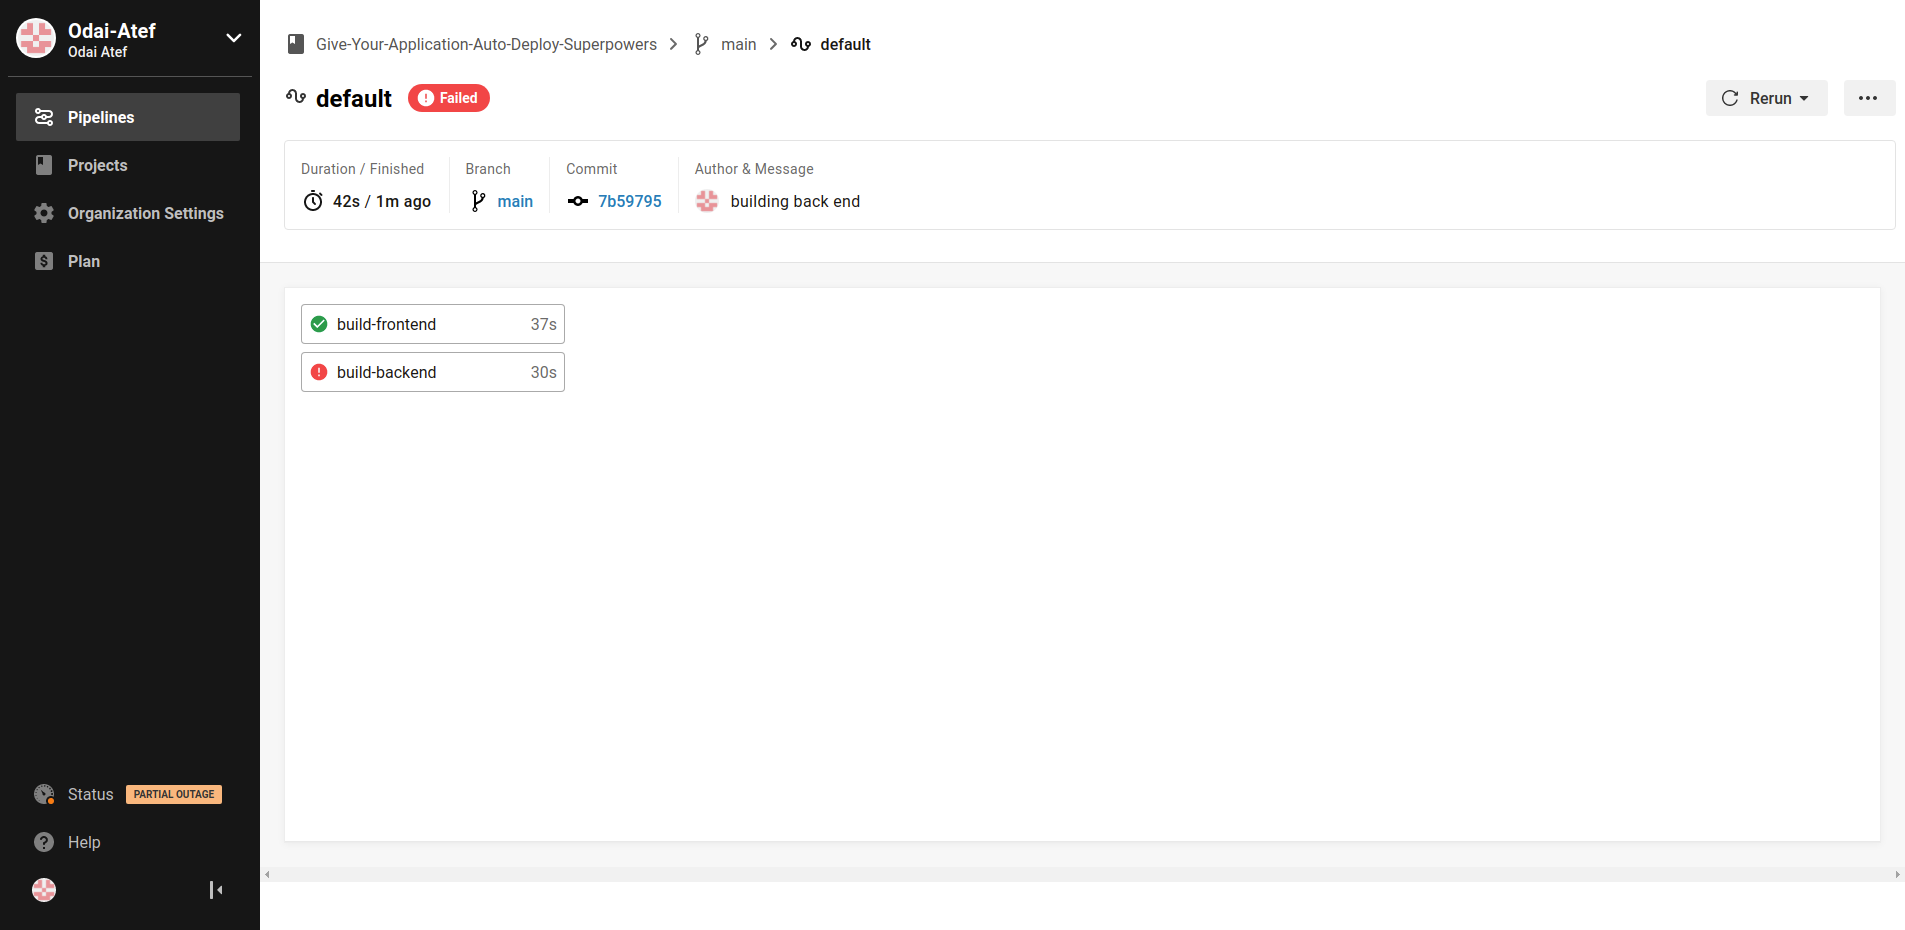 Odai-Atef
Odai Atef
Pipelines
Projects
Organization Settings
Plan
Status PARTIAL OUTAGE
Help
Give-Your-Application-Auto-Deploy-Superpowers main default
default Failed
Rerun
Duration / Finished
42s / 1m ago
Branch
main
Commit
7b59795
Author & Message
building back end
build-frontend 37s
build-backend 30s